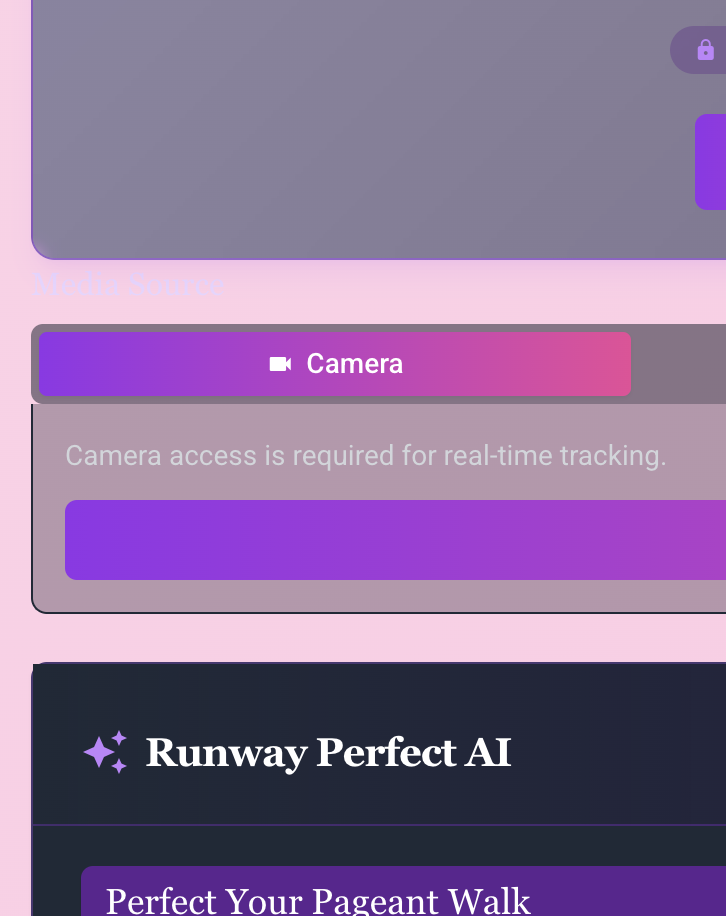 Media Source
Camera
Camera access is required for real-time tracking.
Runway Perfect AI
Perfect Your Pageant Walk